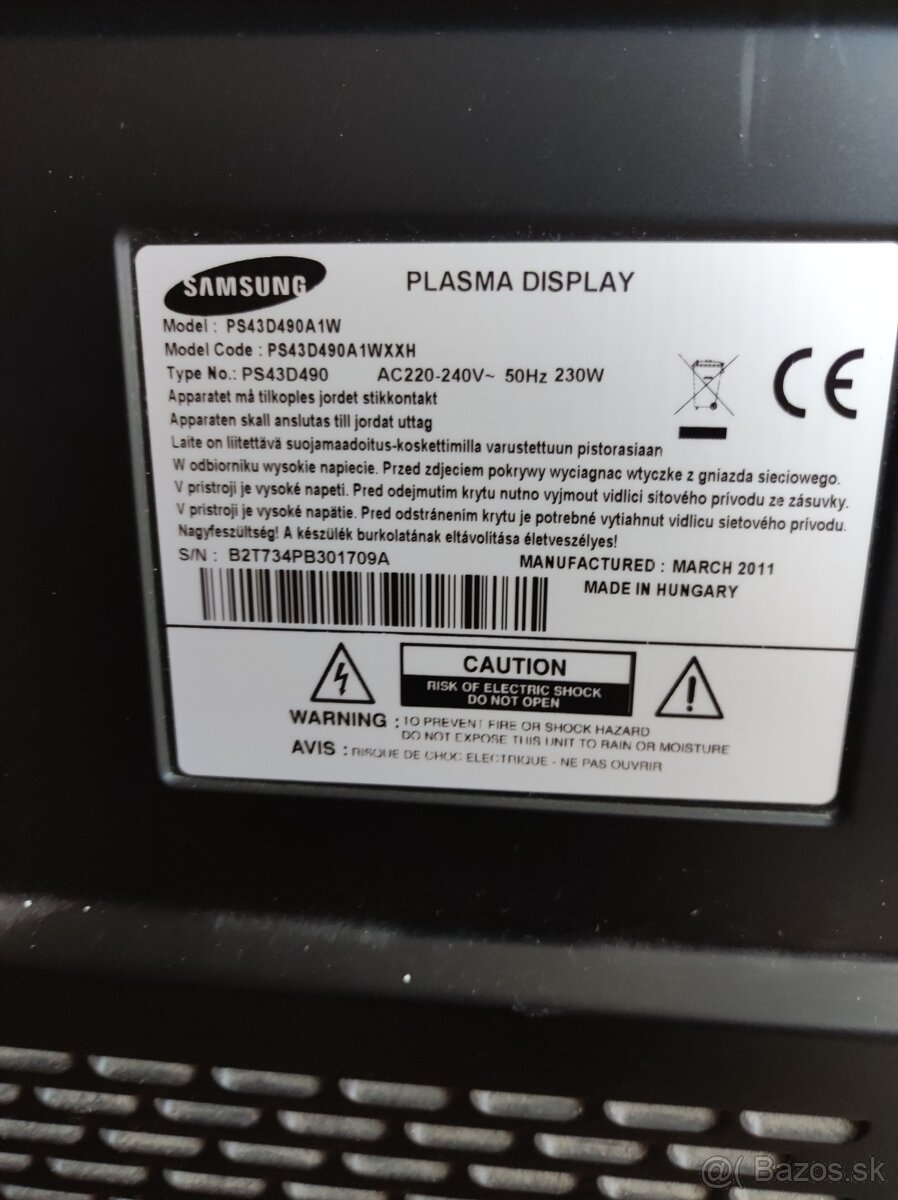 SAMSUNG
PLASMA DISPLAY
Model : PS43D490A1W
Model Code : PS43D490A1WXXH
Type No.: PS43D490 AC220-240V~ 50Hz 230W
Apparatet må tilkoples jordet stikkontakt
Apparaten skall anslutas till jordat uttag
Laite on liitettävä suojamaadoitus-koskettimilla varustettuun pistorasiaan
W odbiorniku wysokie napiecie. Przed zdjeciem pokrywy wyciagnac wtyczke z gniazda sieciowego.
V pristroji je vysoké napeti. Pred odejmutím krytu nutno vyjmout vidlici sítového prívodu ze zásuvky.
V prístroji je vysoké napätie. Pred odstránením krytu je potrebné vytiahnut vidlicu sietového prívodu.
Nagyfeszültség! A készülék burkolatának eltávolítása életveszélyes!
S/N : B2T734PB301709A
MANUFACTURED : MARCH 2011
MADE IN HUNGARY
CE
CAUTION
RISK OF ELECTRIC SHOCK
DO NOT OPEN
WARNING : TO PREVENT FIRE OR SHOCK HAZARD
DO NOT EXPOSE THIS UNIT TO RAIN OR MOISTURE
AVIS : RISQUE DE CHOC ELECTRIQUE - NE PAS OUVRIR
@( Bazos.sk